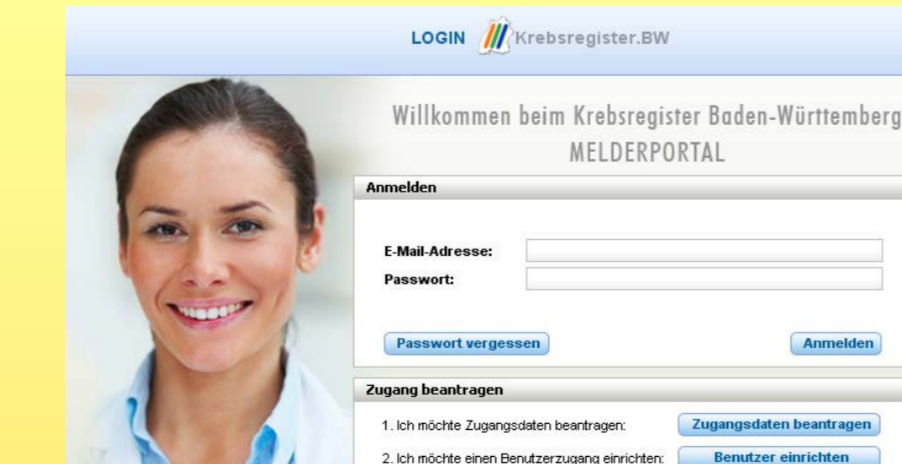 LOGIN Krebsregister.BW
Willkommen beim Krebsregister Baden-Württemberg
MELDERPORTAL
Anmelden
E-Mail-Adresse:
Passwort:
Passwort vergessen Anmelden
Zugang beantragen
1. Ich möchte Zugangsdaten beantragen: Zugangsdaten beantragen
2. Ich möchte einen Benutzerzugang einrichten: Benutzer einrichten